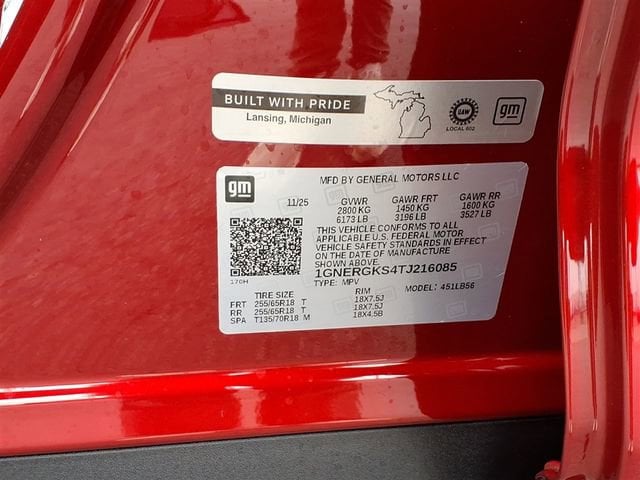 BUILT WITH PRIDE
Lansing, Michigan
UAW
LOCAL 602
gm
gm
MFD BY GENERAL MOTORS LLC
11/25 GVWR GAWR FRT GAWR RR
2800 KG 1450 KG 1600 KG
6173 LB 3196 LB 3527 LB
THIS VEHICLE CONFORMS TO ALL
APPLICABLE U.S. FEDERAL MOTOR
VEHICLE SAFETY STANDARDS IN EFFECT
ON THE DATE OF MANUFACTURE
SHOWN ABOVE.
1GNERGKS4TJ216085
170H TYPE: MPV MODEL: 451LB56
TIRE SIZE RIM
FRT 255/65R18 T 18X7.5J
RR 255/65R18 T 18X7.5J
SPA T135/70R18 M 18X4.5B